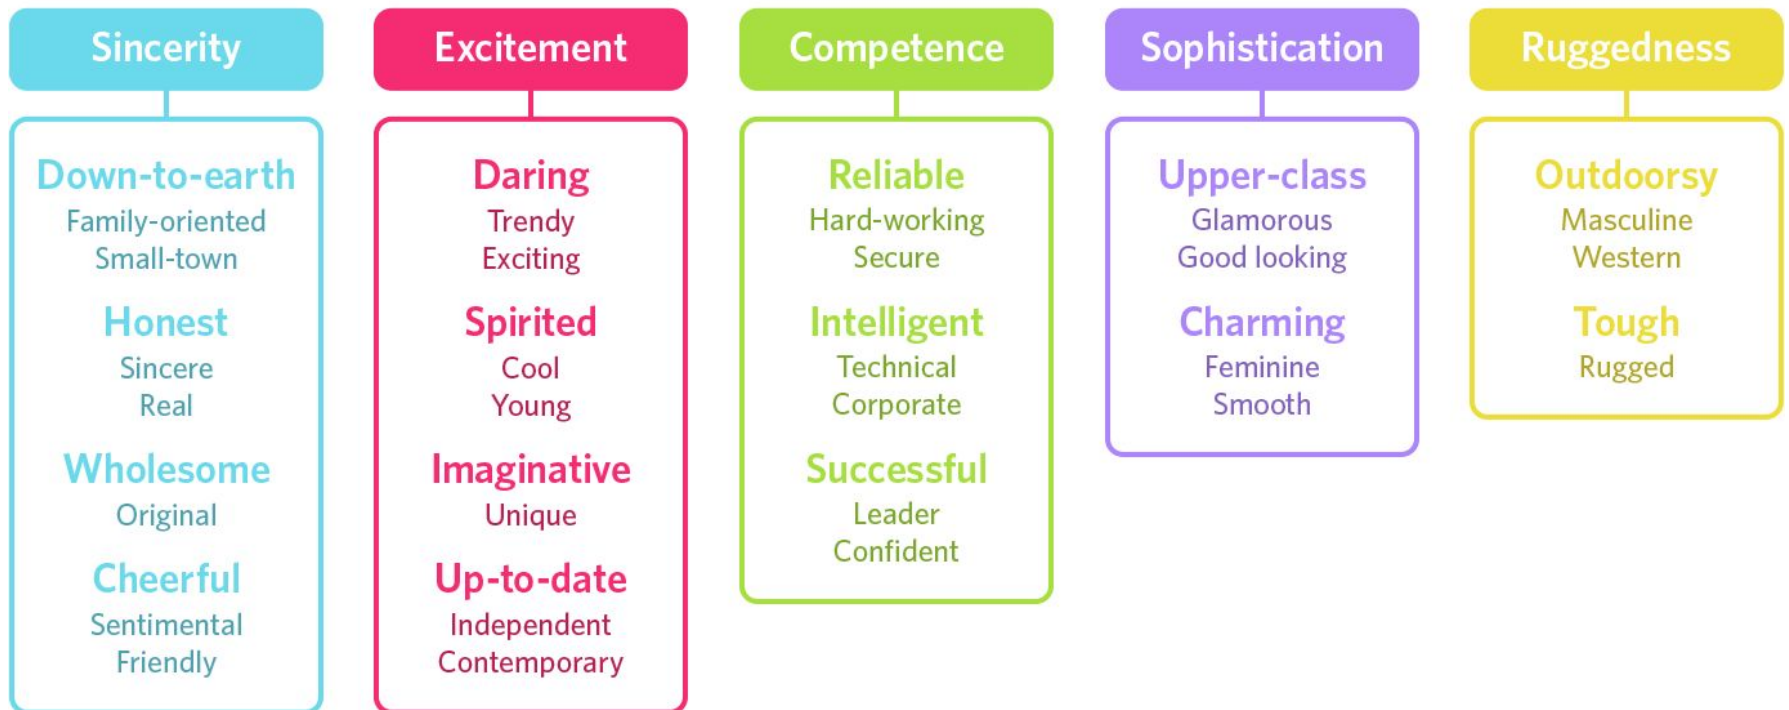 Sincerity
Down-to-earth
Family-oriented
Small-town
Honest
Sincere
Real
Wholesome
Original
Cheerful
Sentimental
Friendly
Excitement
Daring
Trendy
Exciting
Spirited
Cool
Young
Imaginative
Unique
Up-to-date
Independent
Contemporary
Competence
Reliable
Hard-working
Secure
Intelligent
Technical
Corporate
Successful
Leader
Confident
Sophistication
Upper-class
Glamorous
Good looking
Charming
Feminine
Smooth
Ruggedness
Outdoorsy
Masculine
Western
Tough
Rugged